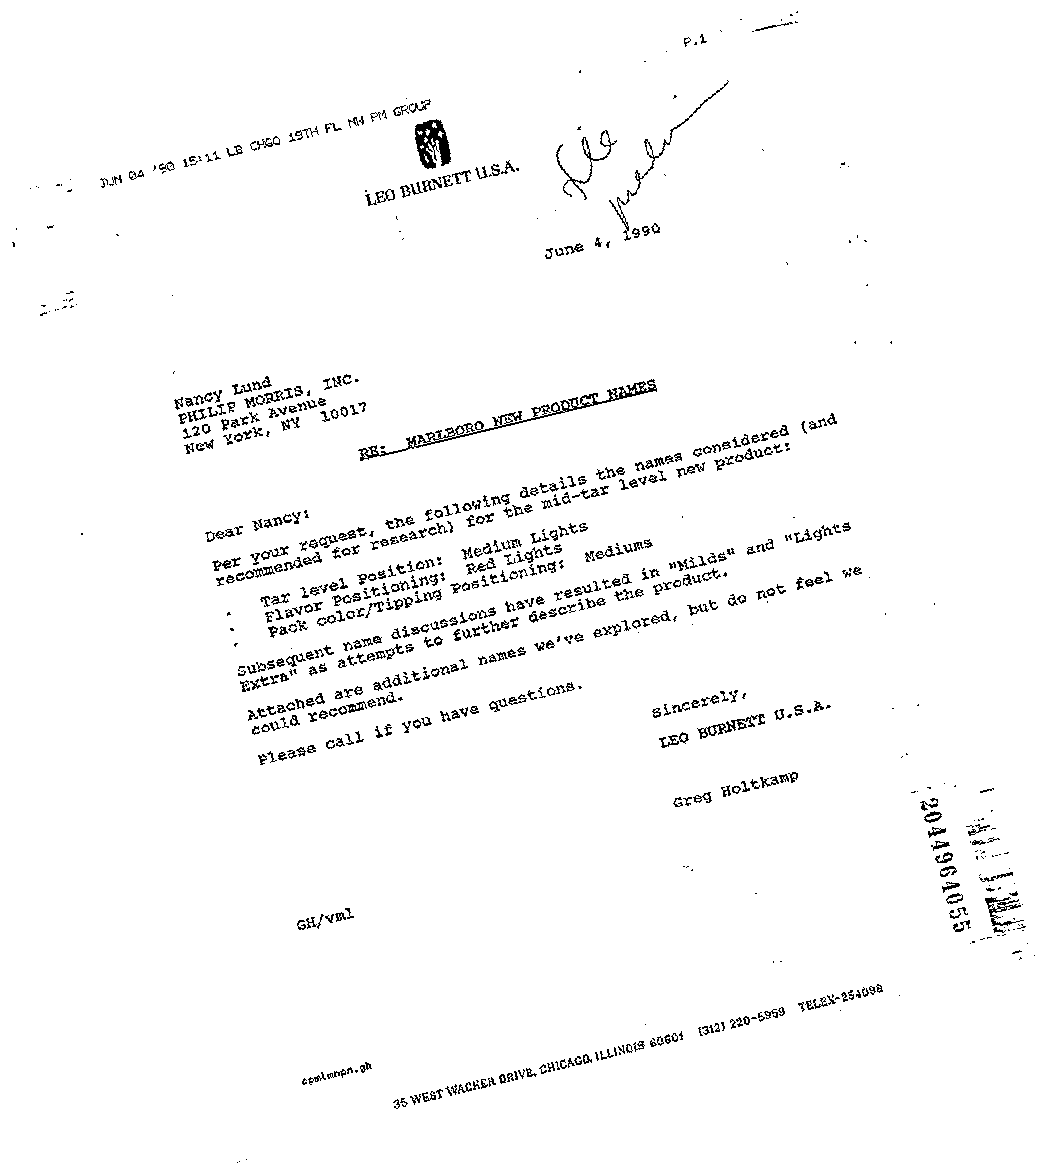 P.1
JUN 04 '90 15:11 LB CHGO 19TH FL NW PM GROUP
LEO BURNETT U.S.A.
June 4, 1990
Nancy Lund
PHILIP MORRIS, INC.
120 Park Avenue
New York, NY 10017
RE: MARLBORO NEW PRODUCT NAMES
Dear Nancy:
Per your request, the following details the names considered (and
recommended for research) for the mid-tar level new product:
. Tar level Position: Medium Lights
. Flavor Positioning: Red Lights
. Pack color/Tipping Positioning: Mediums
Subsequent name discussions have resulted in "Milds" and "Lights
Extra" as attempts to further describe the product.
Attached are additional names we've explored, but do not feel we
could recommend.
Please call if you have questions.
Sincerely,
LEO BURNETT U.S.A.
Greg Holtkamp
2044964055
GH/vml
35 WEST WACKER DRIVE, CHICAGO, ILLINOIS 60601 (312) 220-5959 TELEX-254098